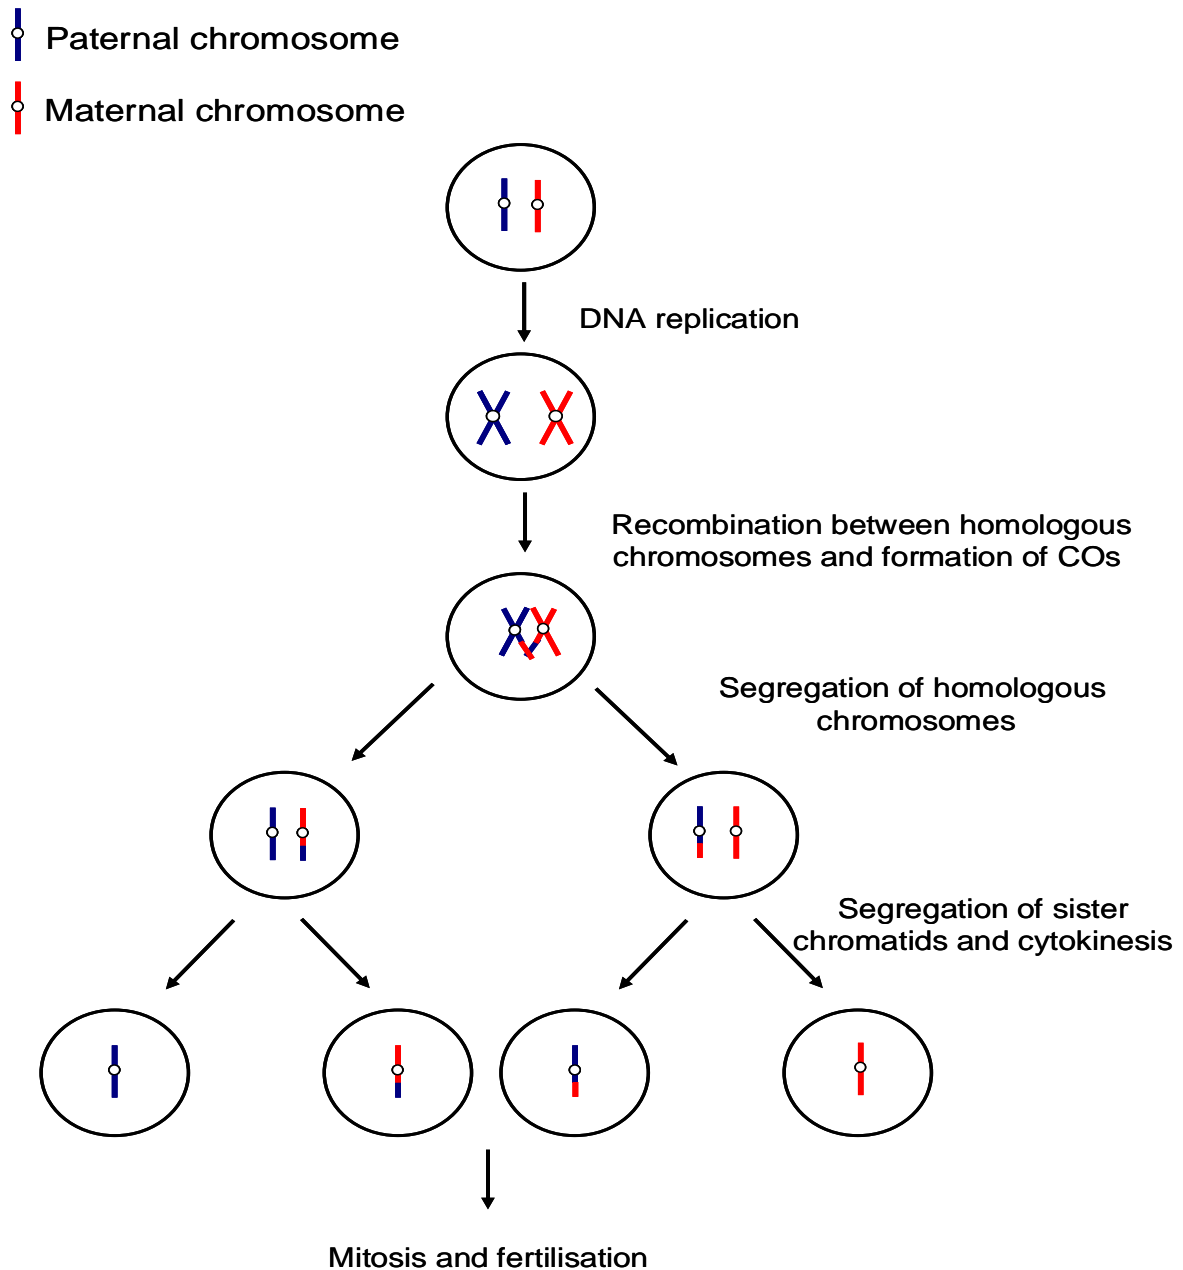 Paternal chromosome
Maternal chromosome
DNA replication
Recombination between homologous
chromosomes and formation of COs
Segregation of homologous
chromosomes
Segregation of sister
chromatids and cytokinesis
Mitosis and fertilisation